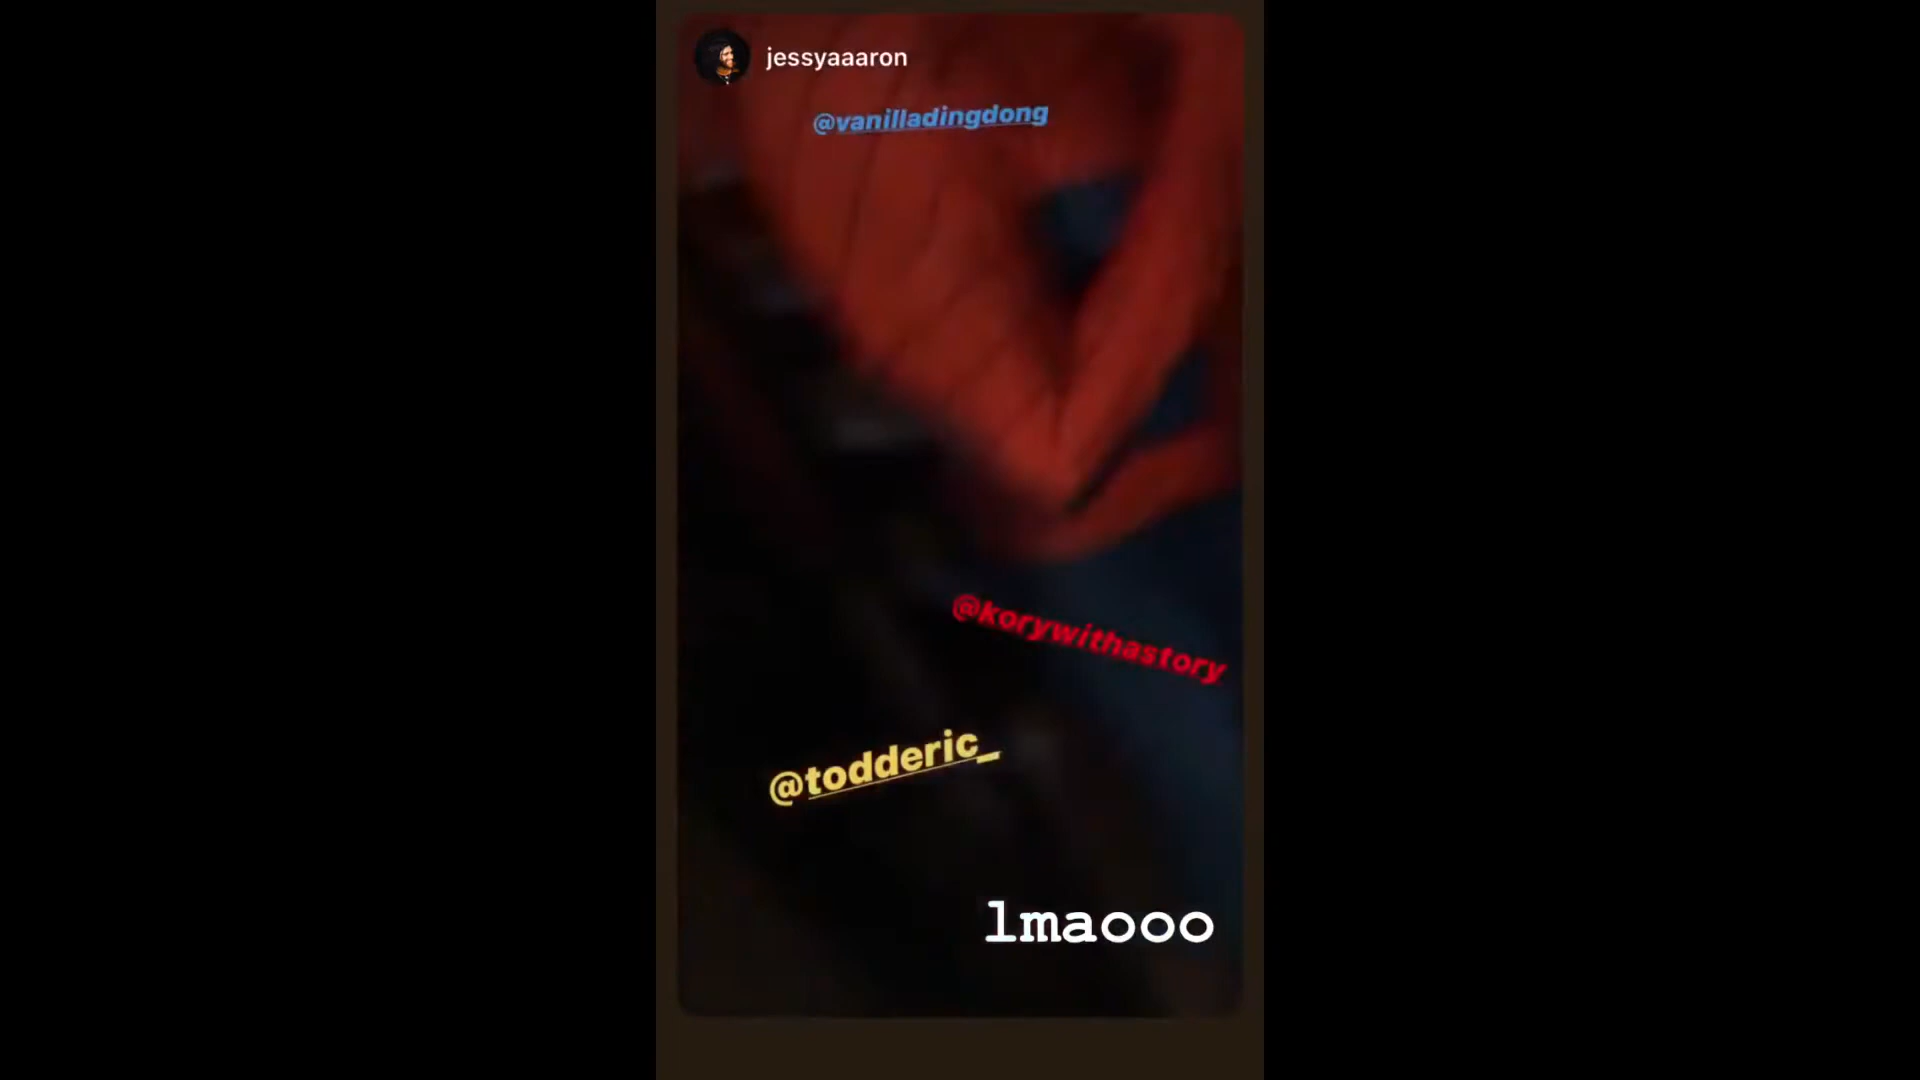 jessyaaaron
@vanilladingdong
@korywithastory
@todderic_
lmaooo